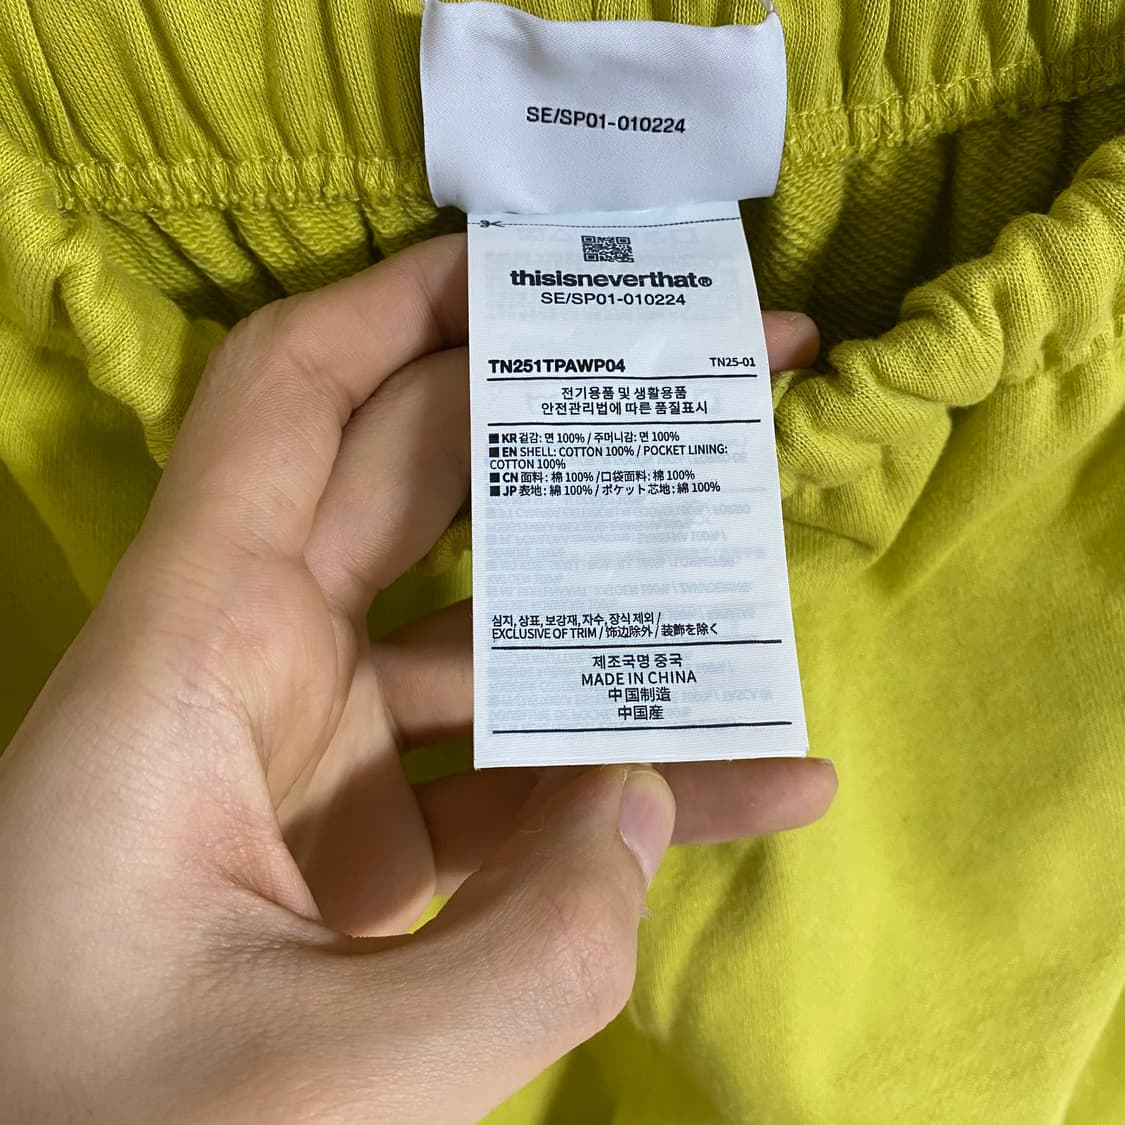 SE/SP01-010224
thisisneverthat®
SE/SP01-010224
TN251TPAWP04 TN25-01
전기용품 및 생활용품
안전관리법에 따른 품질표시
■ KR 겉감: 면 100% / 주머니감: 면 100%
■ EN SHELL: COTTON 100% / POCKET LINING:
COTTON 100%
■ CN 面料: 棉 100% /口袋面料: 棉 100%
■ JP 表地: 綿 100% / ポケット芯地: 綿 100%
심지, 상표, 보강재, 자수, 장식 제외 /
EXCLUSIVE OF TRIM / 饰边除外 / 装飾を除く
제조국명 중국
MADE IN CHINA
中国制造
中国産